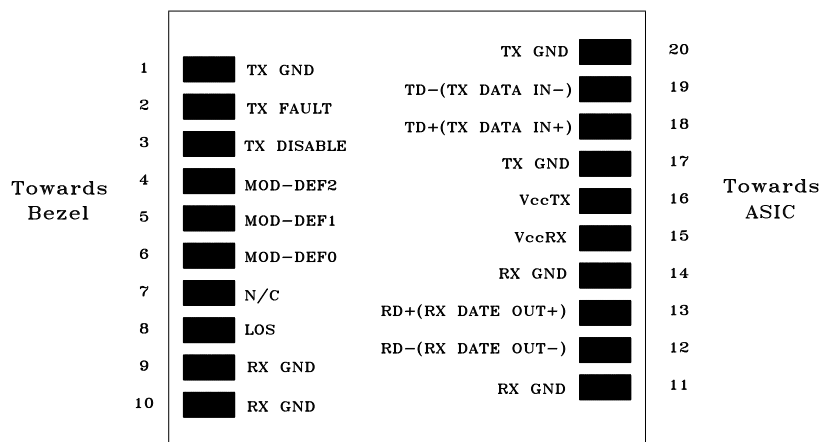 Towards
Bezel
1 TX GND
2 TX FAULT
3 TX DISABLE
4 MOD-DEF2
5 MOD-DEF1
6 MOD-DEF0
7 N/C
8 LOS
9 RX GND
10 RX GND
TX GND 20
TD-(TX DATA IN-) 19
TD+(TX DATA IN+) 18
TX GND 17
VccTX 16
VccRX 15
RX GND 14
RD+(RX DATE OUT+) 13
RD-(RX DATE OUT-) 12
RX GND 11
Towards
ASIC